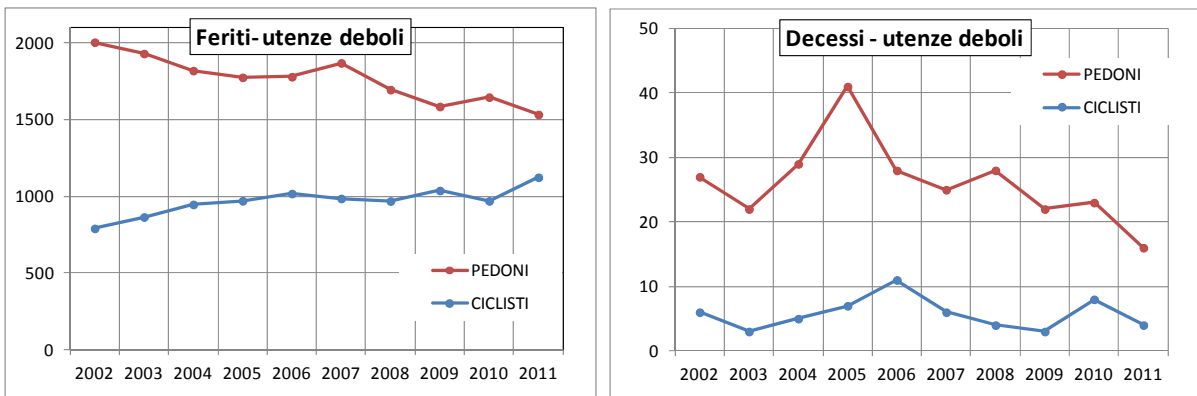 Feriti- utenze deboli
2000
1500
1000
500
0
PEDONI
CICLISTI
2002 2003 2004 2005 2006 2007 2008 2009 2010 2011
Decessi - utenze deboli
50
40
30
20
10
0
PEDONI
CICLISTI
2002 2003 2004 2005 2006 2007 2008 2009 2010 2011